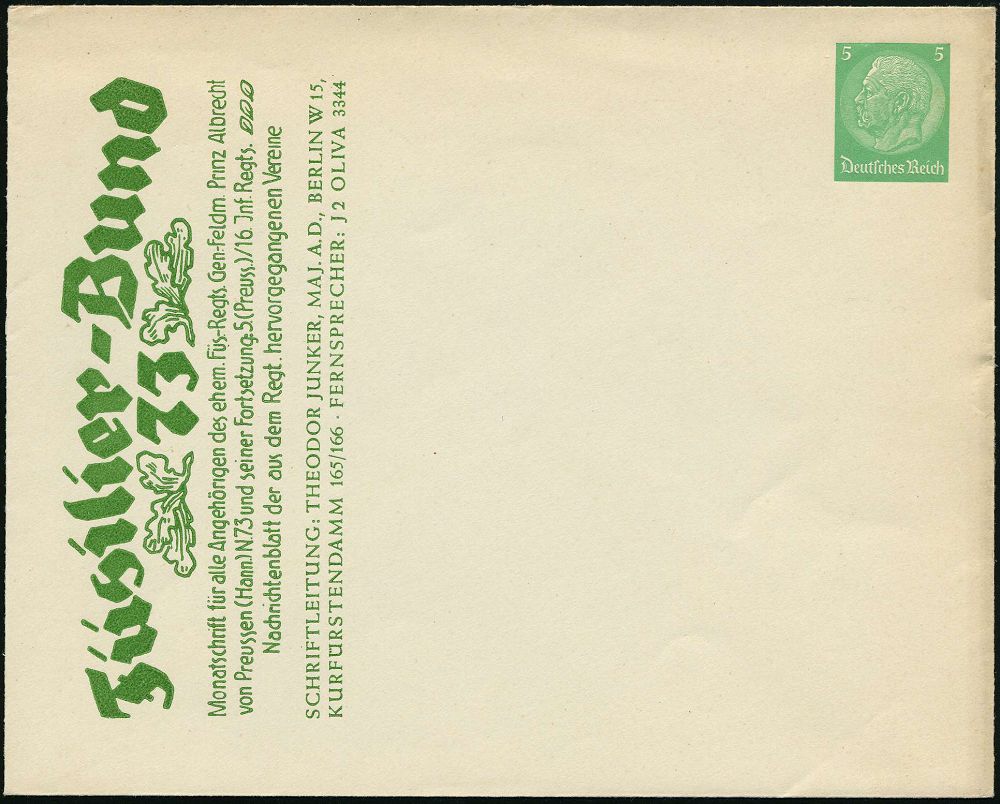 Füsilier-Bund
73
Monatschrift für alle Angehörigen des ehem. Füs.-Regts. Gen.-Feldm. Prinz Albrecht
von Preussen (Hann.) N.73 und seiner Fortsetzung: 5.(Preuss.)/16. Inf. Regts.
Nachrichtenblatt der aus dem Regt. hervorgegangenen Vereine
SCHRIFTLEITUNG: THEODOR JUNKER, MAJ. A. D., BERLIN W 15,
KURFÜRSTENDAMM 165/166 · FERNSPRECHER: J 2 OLIVA 3344
5 5
Deutsches Reich